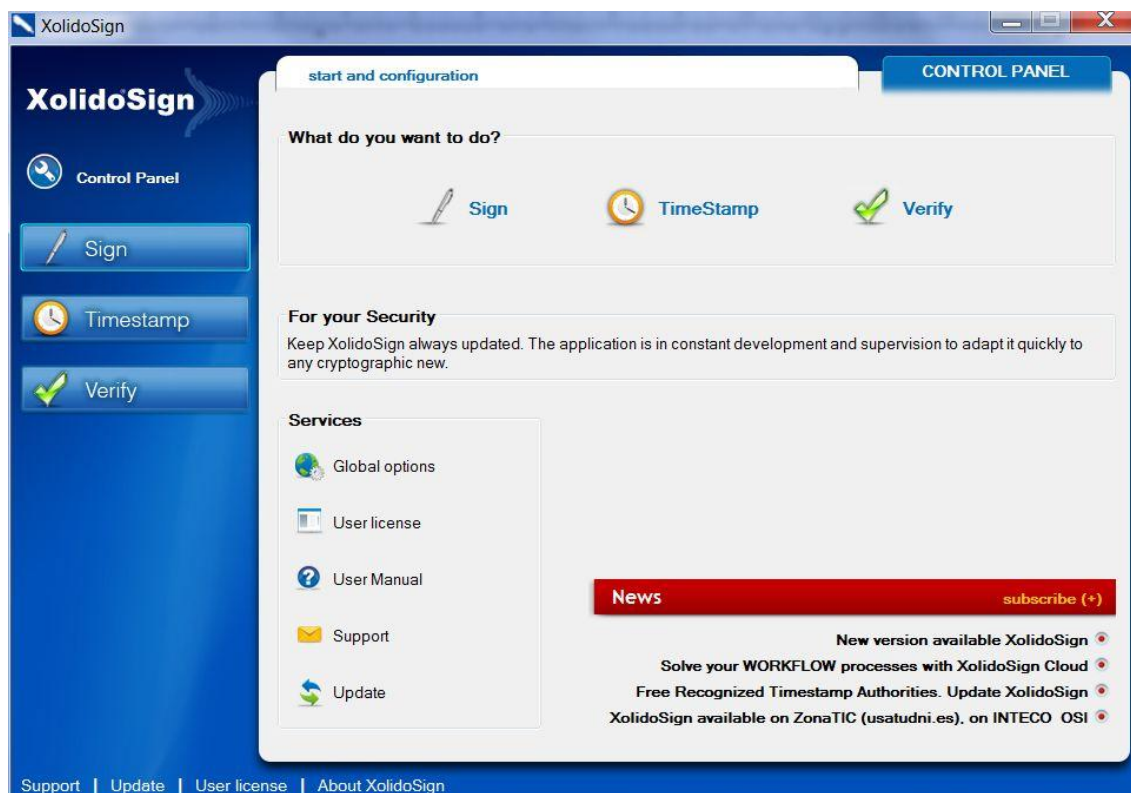 XolidoSign
XolidoSign
Control Panel
Sign
Timestamp
Verify
start and configuration
CONTROL PANEL
What do you want to do?
Sign
TimeStamp
Verify
For your Security
Keep XolidoSign always updated. The application is in constant development and supervision to adapt it quickly to
any cryptographic new.
Services
Global options
User license
User Manual
Support
Update
News
subscribe (+)
New version available XolidoSign
Solve your WORKFLOW processes with XolidoSign Cloud
Free Recognized Timestamp Authorities. Update XolidoSign
XolidoSign available on ZonaTIC (usatudni.es), on INTECO OSI
Support | Update | User license | About XolidoSign